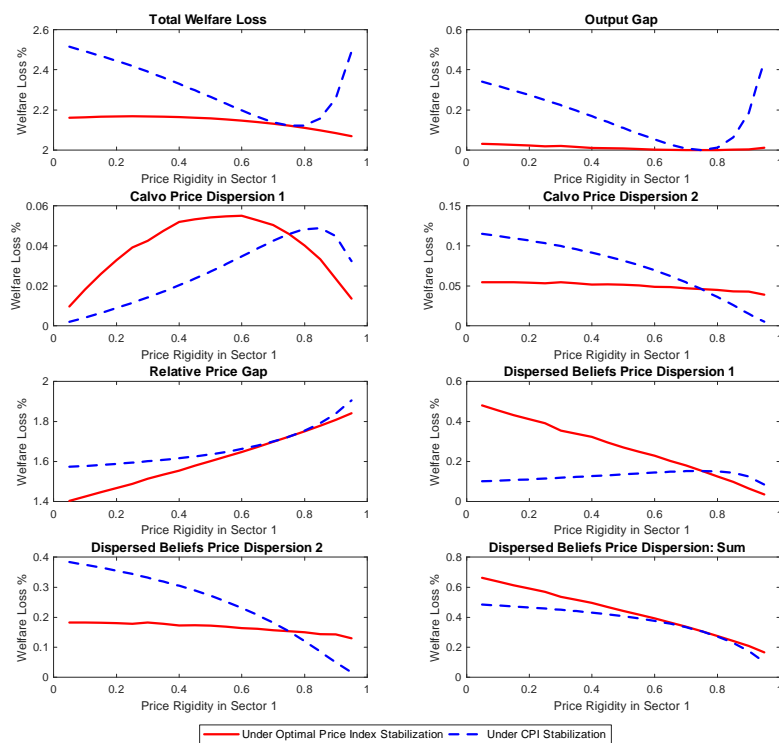 Total Welfare Loss
Welfare Loss %
2.6
2.4
2.2
2
0 0.2 0.4 0.6 0.8 1
Price Rigidity in Sector 1
Output Gap
Welfare Loss %
0.6
0.4
0.2
0
0 0.2 0.4 0.6 0.8 1
Price Rigidity in Sector 1
Calvo Price Dispersion 1
Welfare Loss %
0.06
0.04
0.02
0
0 0.2 0.4 0.6 0.8 1
Price Rigidity in Sector 1
Calvo Price Dispersion 2
Welfare Loss %
0.15
0.1
0.05
0
0 0.2 0.4 0.6 0.8 1
Price Rigidity in Sector 1
Relative Price Gap
Welfare Loss %
2
1.8
1.6
1.4
0 0.2 0.4 0.6 0.8 1
Price Rigidity in Sector 1
Dispersed Beliefs Price Dispersion 1
Welfare Loss %
0.6
0.4
0.2
0
0 0.2 0.4 0.6 0.8 1
Price Rigidity in Sector 1
Dispersed Beliefs Price Dispersion 2
Welfare Loss %
0.4
0.3
0.2
0.1
0
0 0.2 0.4 0.6 0.8 1
Price Rigidity in Sector 1
Dispersed Beliefs Price Dispersion: Sum
Welfare Loss %
0.8
0.6
0.4
0.2
0
0 0.2 0.4 0.6 0.8 1
Price Rigidity in Sector 1
Under Optimal Price Index Stabilization Under CPI Stabilization